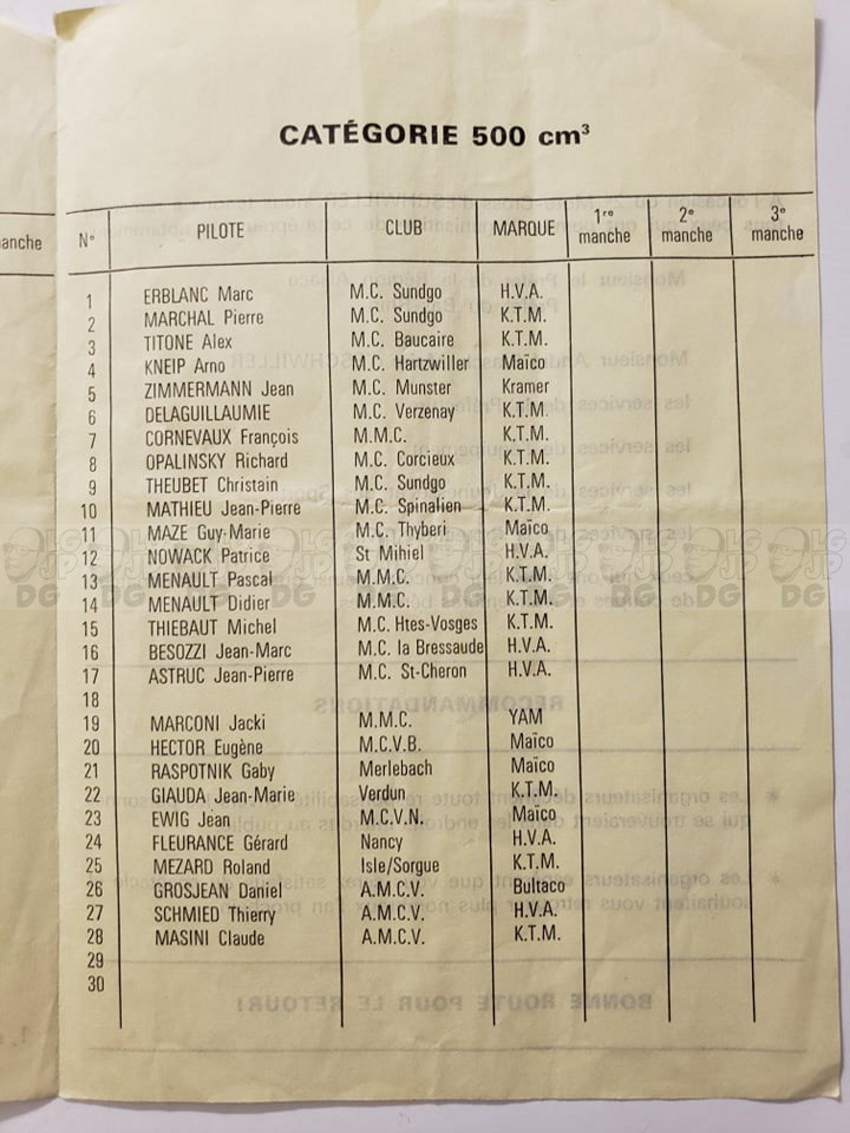 CATÉGORIE 500 cm³
anche
N° PILOTE CLUB MARQUE 1re manche 2e manche 3e manche
1 ERBLANC Marc M.C. Sundgo H.V.A.
2 MARCHAL Pierre M.C. Sundgo K.T.M.
3 TITONE Alex M.C. Baucaire K.T.M.
4 KNEIP Arno M.C. Hartzwiller Maïco
5 ZIMMERMANN Jean M.C. Munster Kramer
6 DELAGUILLAUMIE M.C. Verzenay K.T.M.
7 CORNEVAUX François M.M.C. K.T.M.
8 OPALINSKY Richard M.C. Corcieux K.T.M.
9 THEUBET Christain M.C. Sundgo K.T.M.
10 MATHIEU Jean-Pierre M.C. Spinalien K.T.M.
11 MAZE Guy-Marie M.C. Thyberi Maïco
12 NOWACK Patrice St Mihiel H.V.A.
13 MENAULT Pascal M.M.C. K.T.M.
14 MENAULT Didier M.M.C. K.T.M.
15 THIEBAUT Michel M.C. Htes-Vosges K.T.M.
16 BESOZZI Jean-Marc M.C. la Bressaude H.V.A.
17 ASTRUC Jean-Pierre M.C. St-Cheron H.V.A.
18
19 MARCONI Jacki M.M.C. YAM
20 HECTOR Eugène M.C.V.B. Maïco
21 RASPOTNIK Gaby Merlebach Maïco
22 GIAUDA Jean-Marie Verdun K.T.M.
23 EWIG Jean M.C.V.N. Maïco
24 FLEURANCE Gérard Nancy H.V.A.
25 MEZARD Roland Isle/Sorgue K.T.M.
26 GROSJEAN Daniel A.M.C.V. Bultaco
27 SCHMIED Thierry A.M.C.V. H.V.A.
28 MASINI Claude A.M.C.V. K.T.M.
29
30